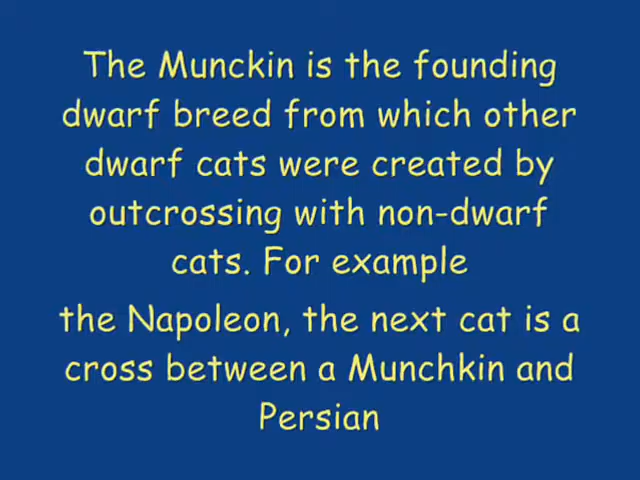 The Munckin is the founding
dwarf breed from which other
dwarf cats were created by
outcrossing with non-dwarf
cats. For example
the Napoleon, the next cat is a
cross between a Munchkin and
Persian